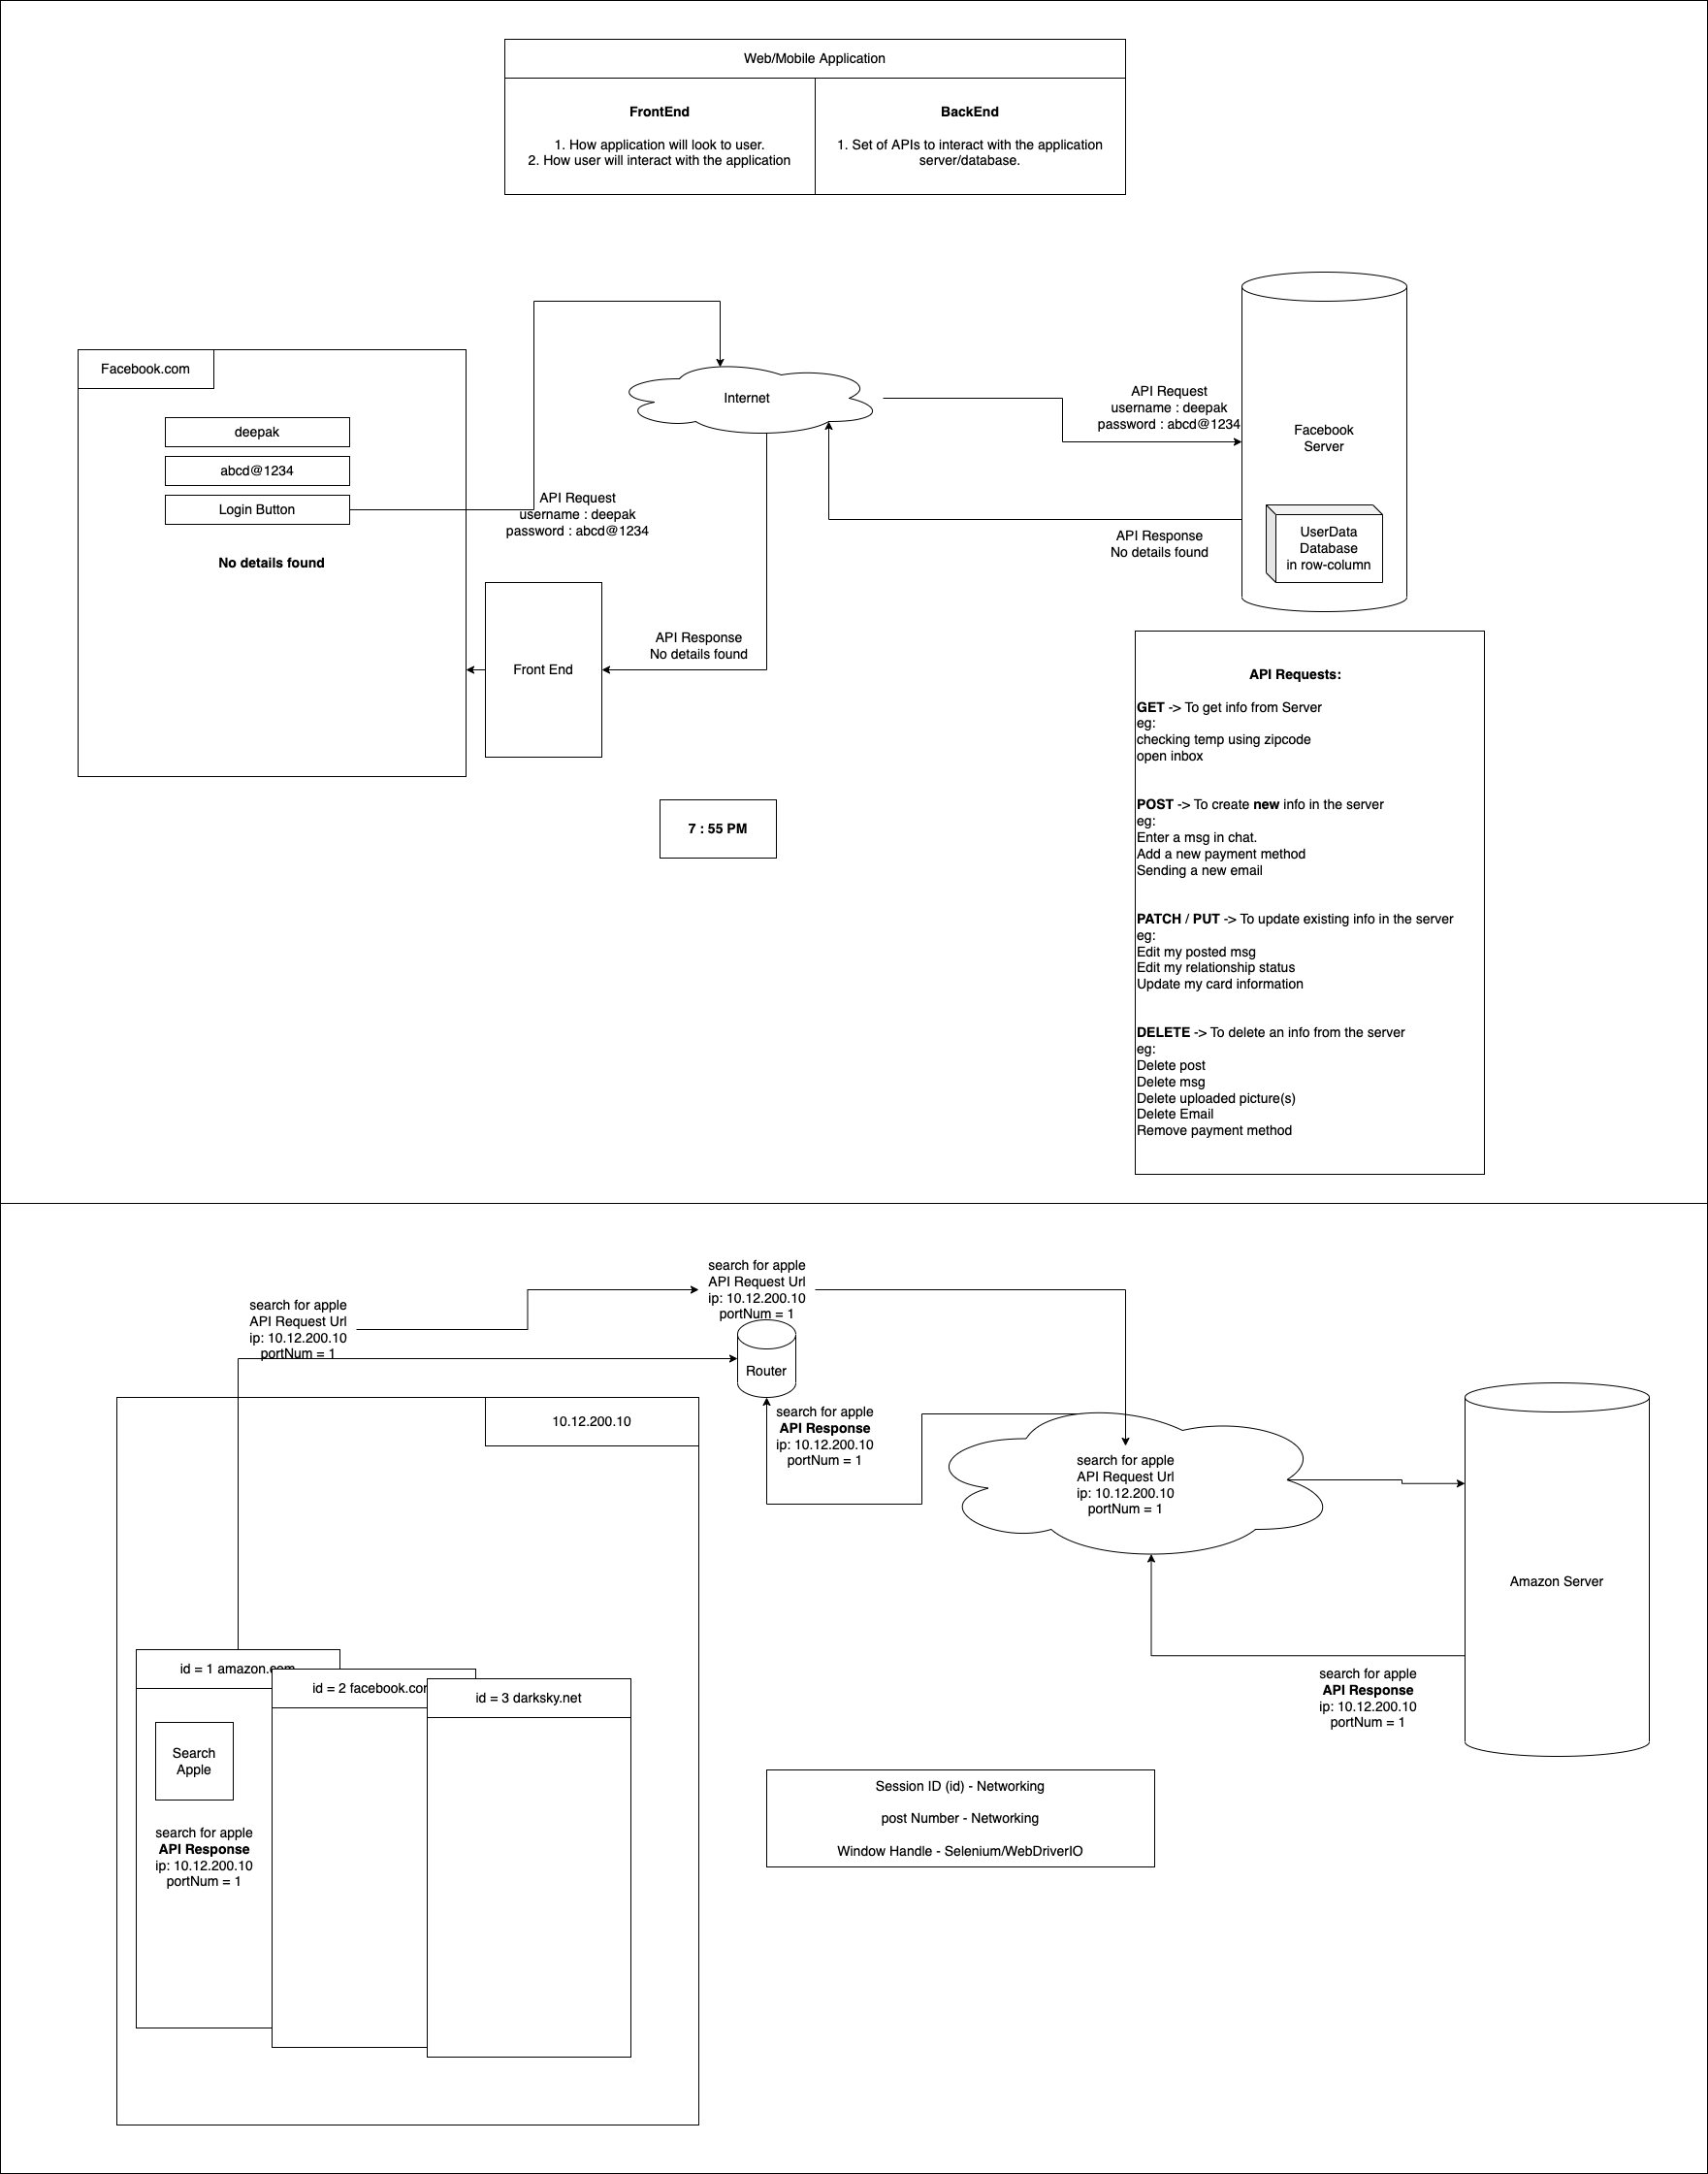 Web/Mobile Application
FrontEnd
1. How application will look to user.
2. How user will interact with the application
BackEnd
1. Set of APIs to interact with the application
server/database.
Facebook.com
deepak
abcd@1234
Login Button
No details found
API Request
username : deepak
password : abcd@1234
Internet
API Request
username : deepak
password : abcd@1234
Facebook
Server
UserData
Database
in row-column
API Response
No details found
API Response
No details found
Front End
7 : 55 PM
API Requests:
GET -> To get info from Server
eg:
checking temp using zipcode
open inbox
POST -> To create new info in the server
eg:
Enter a msg in chat.
Add a new payment method
Sending a new email
PATCH / PUT -> To update existing info in the server
eg:
Edit my posted msg
Edit my relationship status
Update my card information
DELETE -> To delete an info from the server
eg:
Delete post
Delete msg
Delete uploaded picture(s)
Delete Email
Remove payment method
search for apple
API Request Url
ip: 10.12.200.10
portNum = 1
search for apple
API Request Url
ip: 10.12.200.10
portNum = 1
Router
search for apple
API Response
ip: 10.12.200.10
portNum = 1
10.12.200.10
search for apple
API Request Url
ip: 10.12.200.10
portNum = 1
Amazon Server
search for apple
API Response
ip: 10.12.200.10
portNum = 1
id = 1 amazon.com
id = 2 facebook.com
id = 3 darksky.net
Search
Apple
search for apple
API Response
ip: 10.12.200.10
portNum = 1
Session ID (id) - Networking
post Number - Networking
Window Handle - Selenium/WebDriverIO